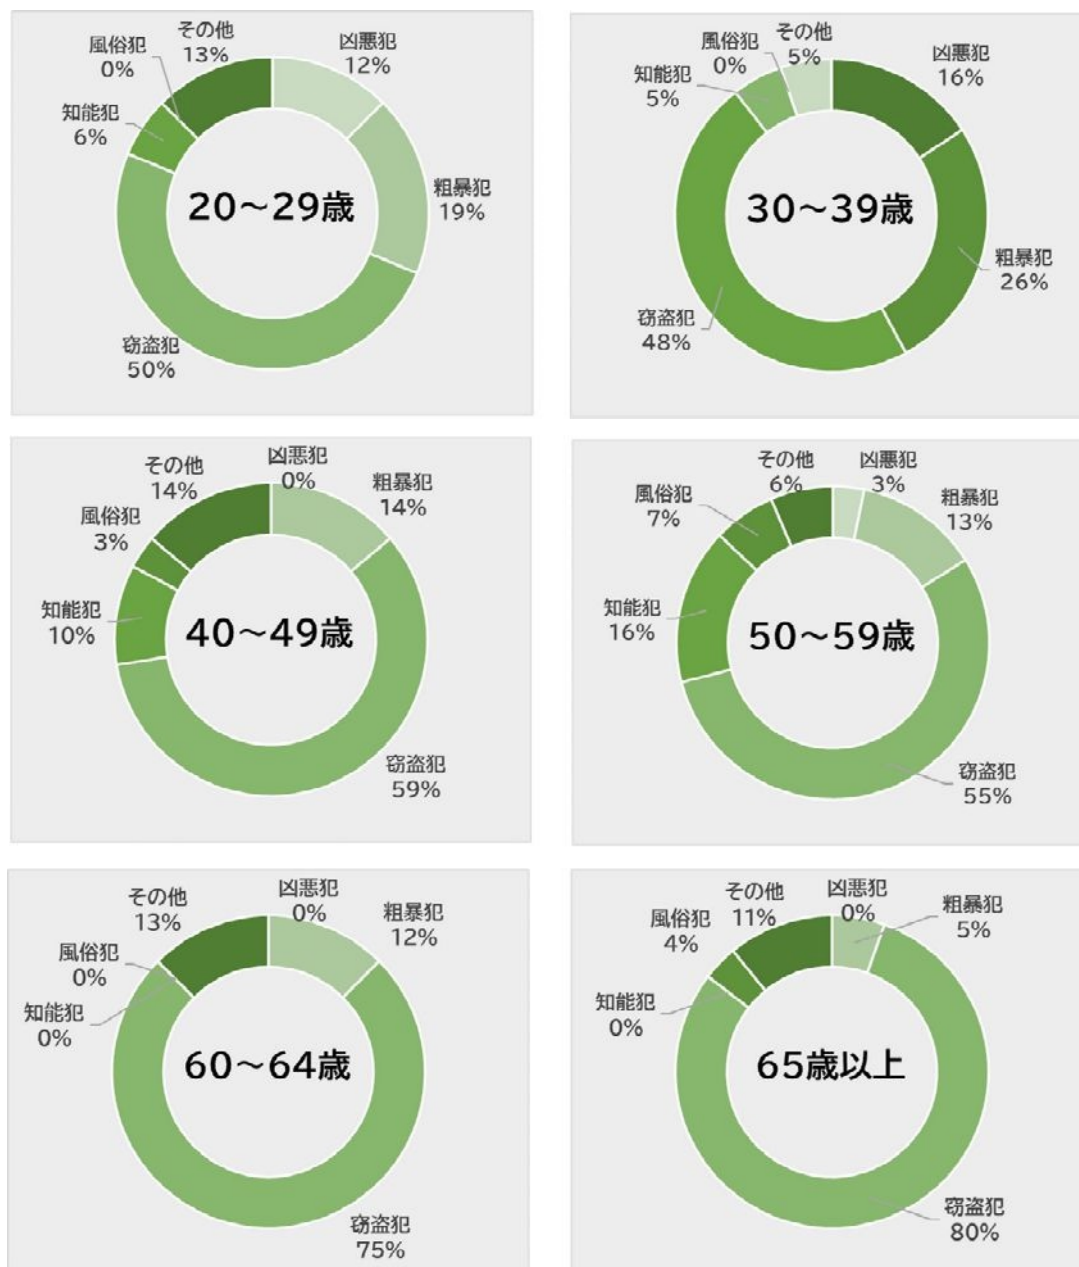 その他
13%
風俗犯
0%
知能犯
6%
凶悪犯
12%
粗暴犯
19%
窃盗犯
50%
20～29歳
その他
5%
風俗犯
0%
知能犯
5%
凶悪犯
16%
粗暴犯
26%
窃盗犯
48%
30～39歳
その他
14%
風俗犯
3%
知能犯
10%
凶悪犯
0%
粗暴犯
14%
窃盗犯
59%
40～49歳
その他
6%
風俗犯
7%
知能犯
16%
凶悪犯
3%
粗暴犯
13%
窃盗犯
55%
50～59歳
その他
13%
風俗犯
0%
知能犯
0%
凶悪犯
0%
粗暴犯
12%
窃盗犯
75%
60～64歳
その他
11%
風俗犯
4%
知能犯
0%
凶悪犯
0%
粗暴犯
5%
窃盗犯
80%
65歳以上